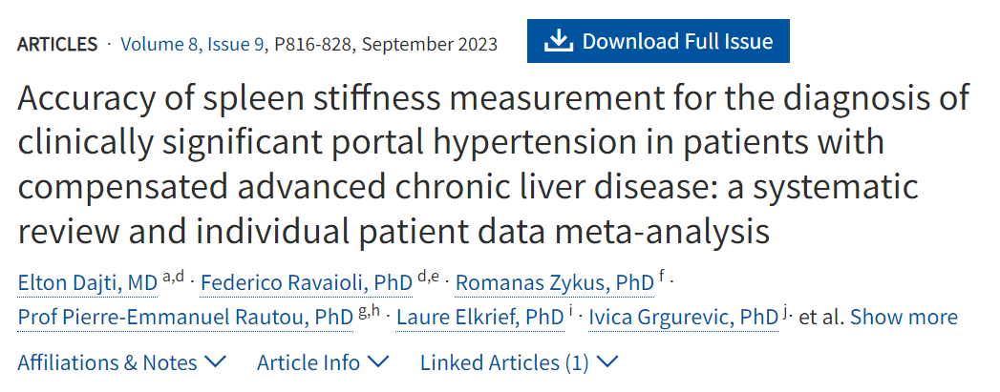 ARTICLES · Volume 8, Issue 9, P816-828, September 2023
Download Full Issue
Accuracy of spleen stiffness measurement for the diagnosis of
clinically significant portal hypertension in patients with
compensated advanced chronic liver disease: a systematic
review and individual patient data meta-analysis
Elton Dajti, MD a,d · Federico Ravaioli, PhD d,e · Romanas Zykus, PhD f ·
Prof Pierre-Emmanuel Rautou, PhD g,h · Laure Elkrief, PhD i · Ivica Grgurevic, PhD j· et al. Show more
Affiliations & Notes Article Info Linked Articles (1)